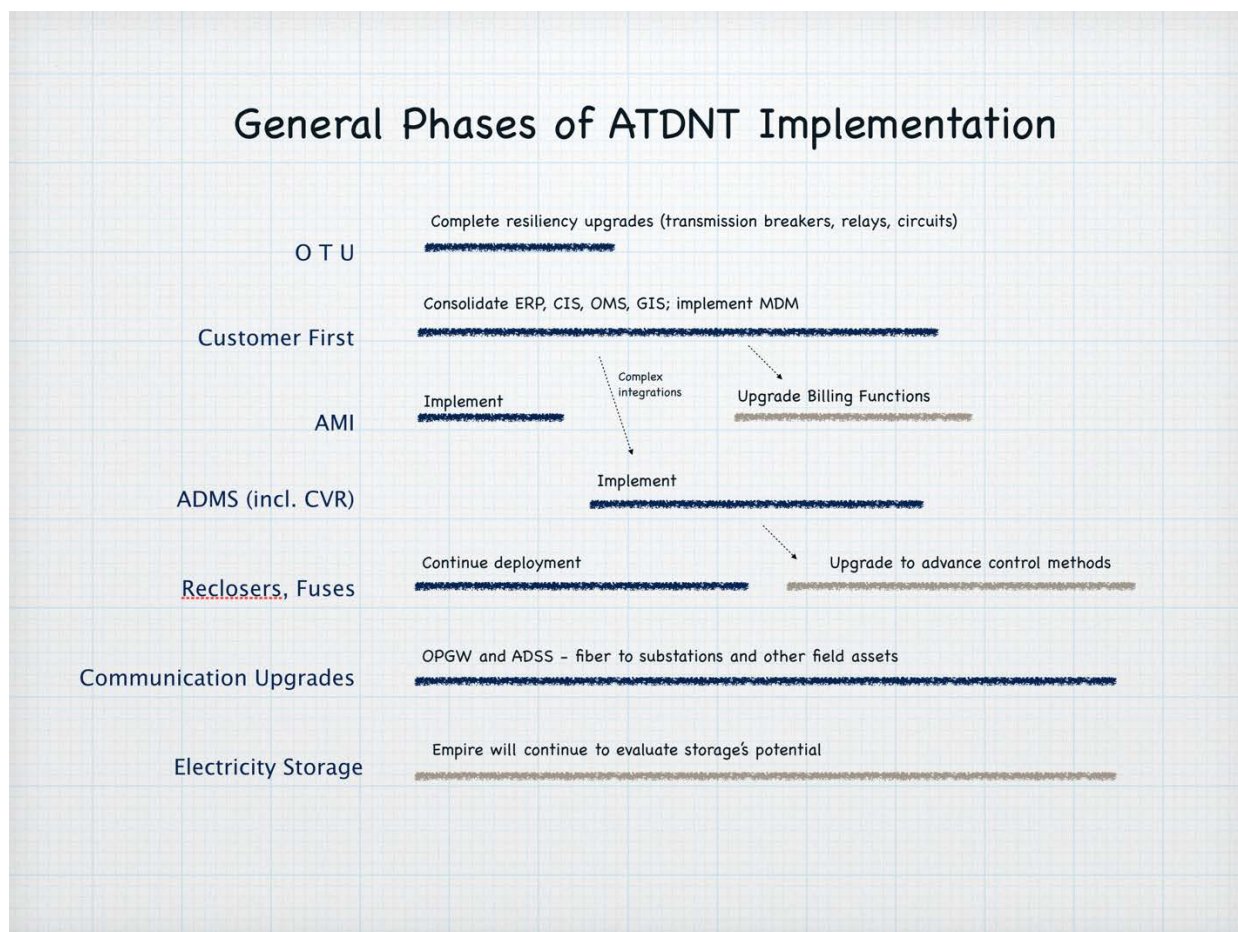 General Phases of ATDNT Implementation
Complete resiliency upgrades (transmission breakers, relays, circuits)
O T U
Consolidate ERP, CIS, OMS, GIS; implement MDM
Customer First
Complex
integrations
Implement
Upgrade Billing Functions
AMI
Implement
ADMS (incl. CVR)
Continue deployment
Upgrade to advance control methods
Reclosers, Fuses
OPGW and ADSS - fiber to substations and other field assets
Communication Upgrades
Empire will continue to evaluate storage's potential
Electricity Storage